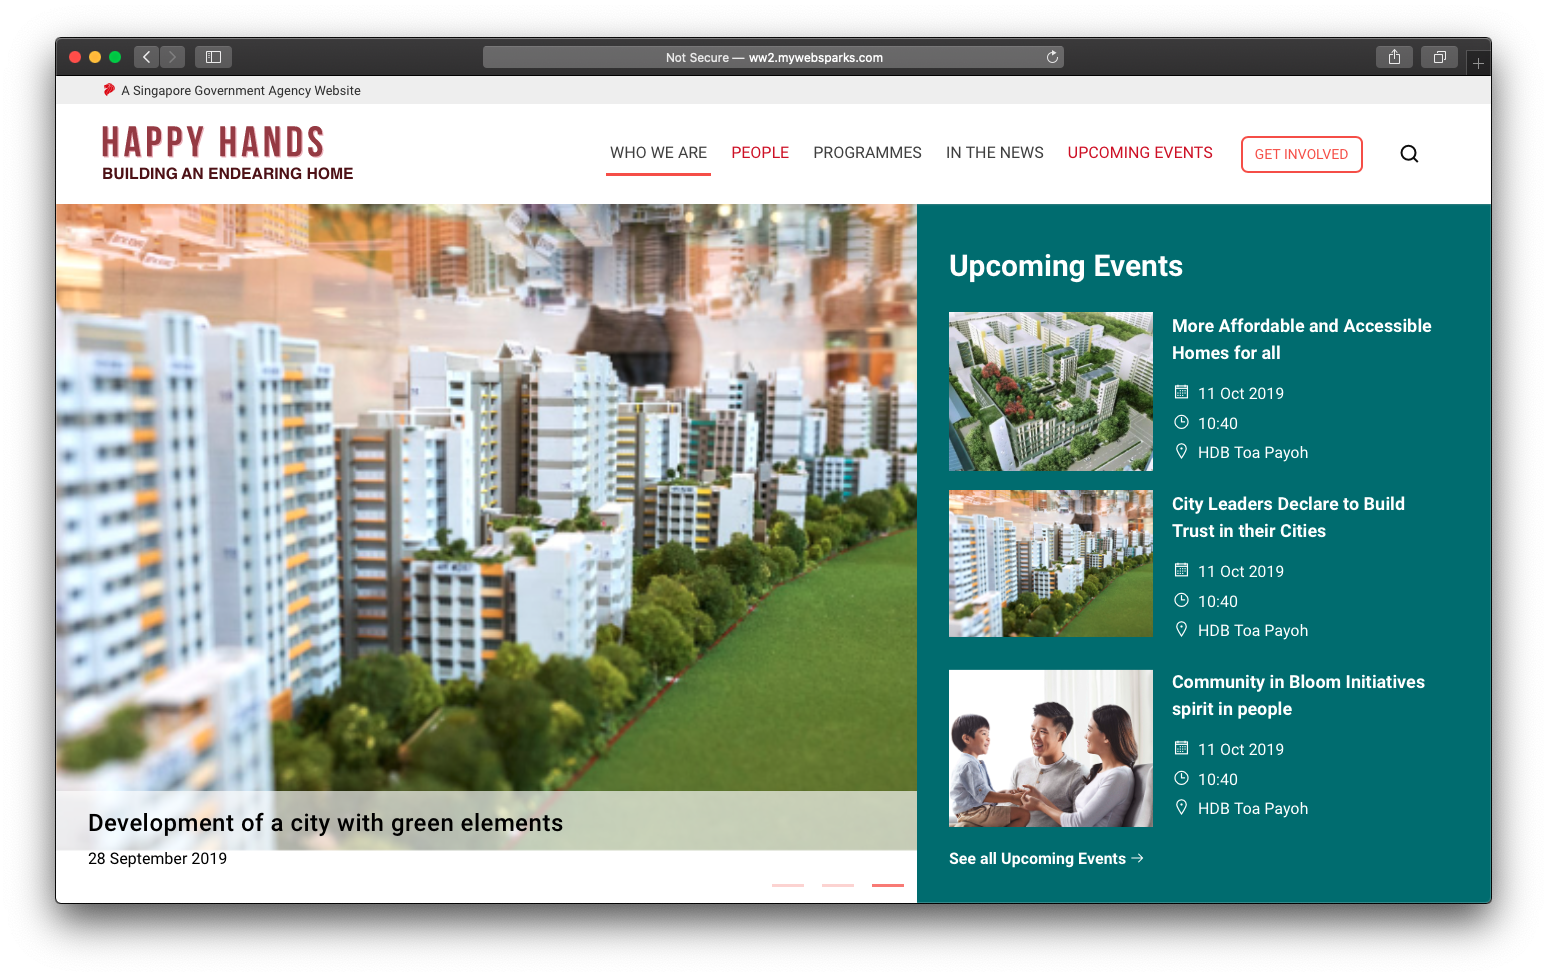 Not Secure — ww2.mywebsparks.com
A Singapore Government Agency Website
HAPPY HANDS
BUILDING AN ENDEARING HOME
WHO WE ARE PEOPLE PROGRAMMES IN THE NEWS UPCOMING EVENTS GET INVOLVED
Development of a city with green elements
28 September 2019
Upcoming Events
More Affordable and Accessible
Homes for all
11 Oct 2019
10:40
HDB Toa Payoh
City Leaders Declare to Build
Trust in their Cities
11 Oct 2019
10:40
HDB Toa Payoh
Community in Bloom Initiatives
spirit in people
11 Oct 2019
10:40
HDB Toa Payoh
See all Upcoming Events →